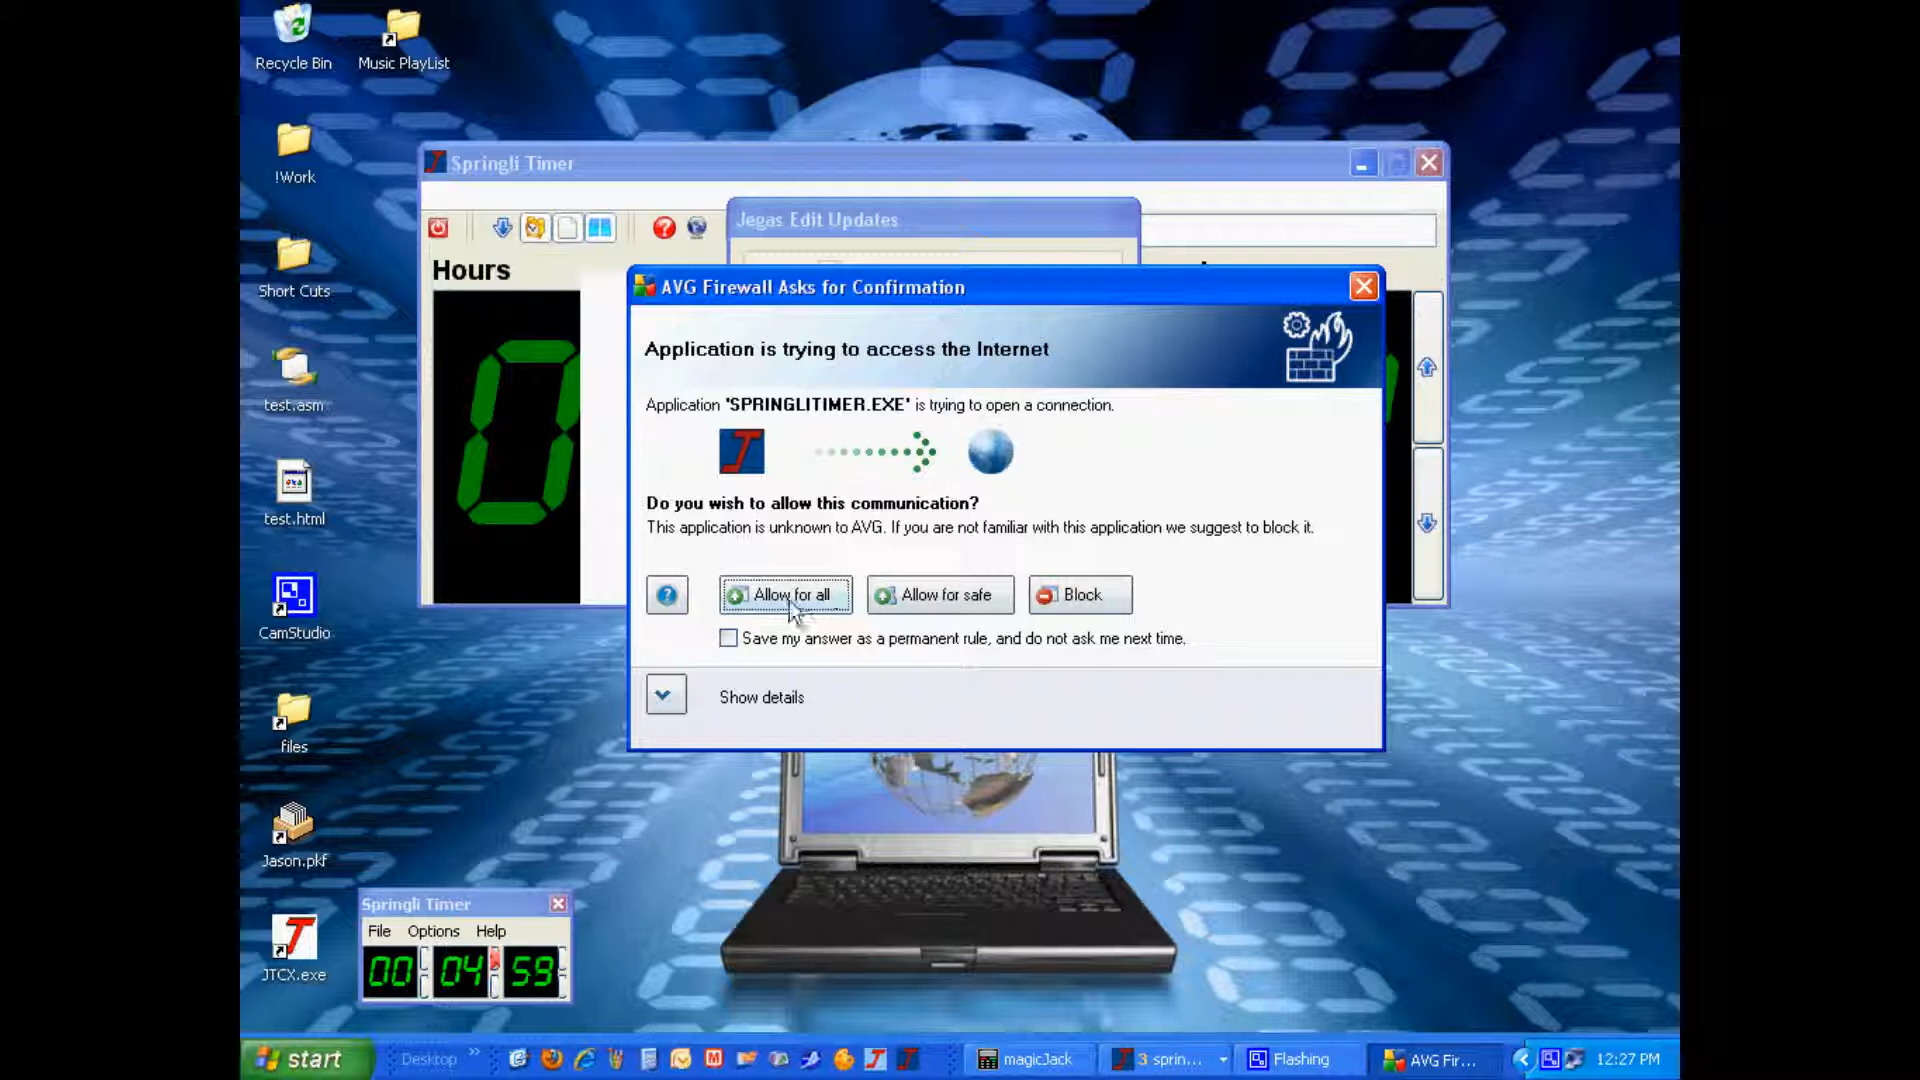 Recycle Bin
Music PlayList
!Work
Short Cuts
test.asm
test.html
CamStudio
files
Jason.pkf
JTCX.exe
Springli Timer
Hours
Jegas Edit Updates
AVG Firewall Asks for Confirmation
Application is trying to access the Internet
Application 'SPRINGLITIMER.EXE' is trying to open a connection.
Do you wish to allow this communication?
This application is unknown to AVG. If you are not familiar with this application we suggest to block it.
Allow for all
Allow for safe
Block
Save my answer as a permanent rule, and do not ask me next time.
Show details
Springli Timer
File Options Help
00 04 59
start
Desktop
magicJack
3 sprin...
Flashing
AVG Fir...
12:27 PM